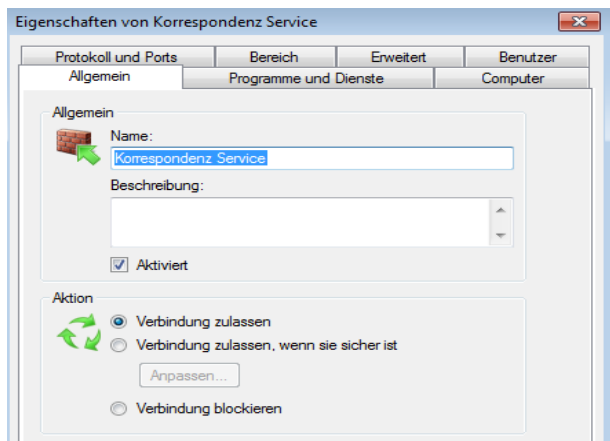 Eigenschaften von Korrespondenz Service
Protokoll und Ports Bereich Erweitert Benutzer
Allgemein Programme und Dienste Computer
Allgemein
Name:
Korrespondenz Service
Beschreibung:
Aktiviert
Aktion
Verbindung zulassen
Verbindung zulassen, wenn sie sicher ist
Anpassen...
Verbindung blockieren